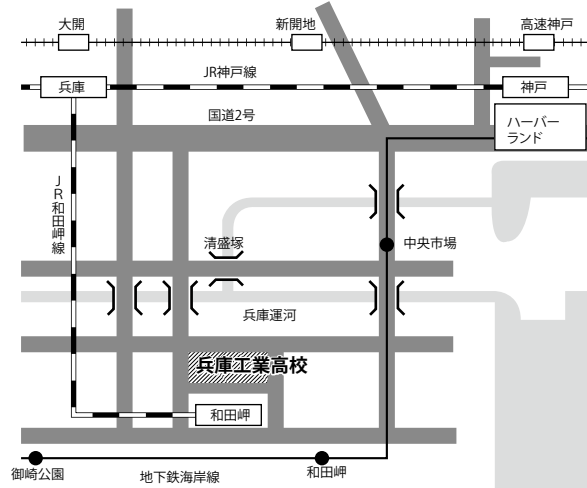 大開
新開地
高速神戸
JR神戸線
兵庫
神戸
国道2号
ハーバー
ランド
JR和田岬線
清盛塚
中央市場
兵庫運河
兵庫工業高校
和田岬
御崎公園
地下鉄海岸線
和田岬